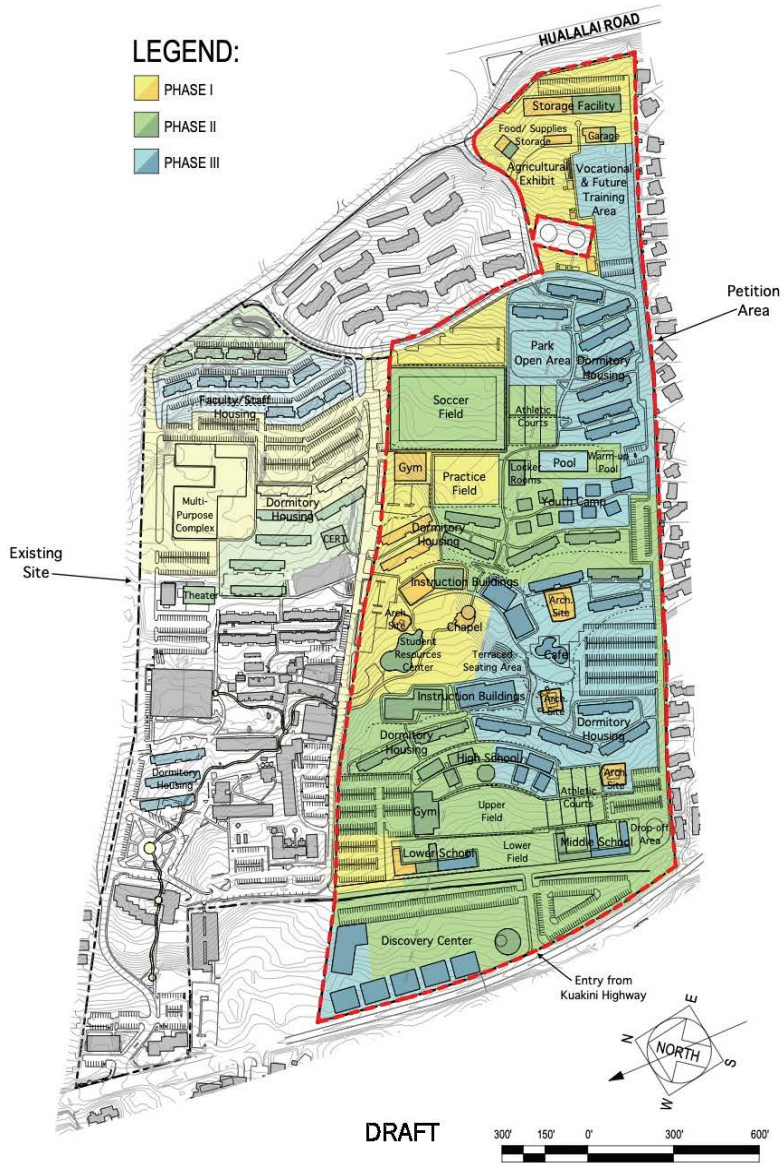 HUALALAI ROAD
LEGEND:
PHASE I
PHASE II
PHASE III
Storage Facility
Food/ Supplies
Storage
Garage
Agricultural
Exhibit
Vocational
& Future
Training
Area
Petition
Area
Park
Open Area
Dormitory
Housing
Soccer
Field
Athletic
Courts
Faculty/Staff
Housing
Gym
Practice
Field
Locker
Rooms
Pool
Warm-up
Pool
Multi-
Purpose
Complex
Dormitory
Housing
CERT
Youth Camp
Dormitory
Housing
Existing
Site
Theater
Instruction Buildings
Arch.
Site
Chapel
Arch.
Site
Student
Resources
Center
Terraced
Seating Area
Cafe
Instruction Buildings
Arch.
Site
Dormitory
Housing
Dormitory
Housing
High School
Dormitory
Housing
Arch.
Site
Athletic
Courts
Gym
Upper
Field
Drop-off
Area
Lower School
Lower
Field
Middle School
Discovery Center
Entry from
Kuakini Highway
N
E
NORTH
W
S
DRAFT
300' 150' 0' 300' 600'